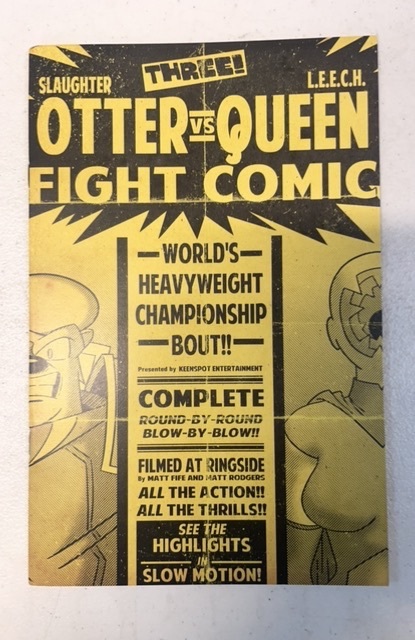 THREE!
SLAUGHTER L.E.E.C.H.
OTTER VS QUEEN
FIGHT COMIC
WORLD'S
HEAVYWEIGHT
CHAMPIONSHIP
BOUT!!
Presented by KEENSPOT ENTERTAINMENT
COMPLETE
ROUND-BY-ROUND
BLOW-BY-BLOW!!
FILMED AT RINGSIDE
By MATT FIFE AND MATT RODGERS
ALL THE ACTION!!
ALL THE THRILLS!!
SEE THE
HIGHLIGHTS
IN
SLOW MOTION!